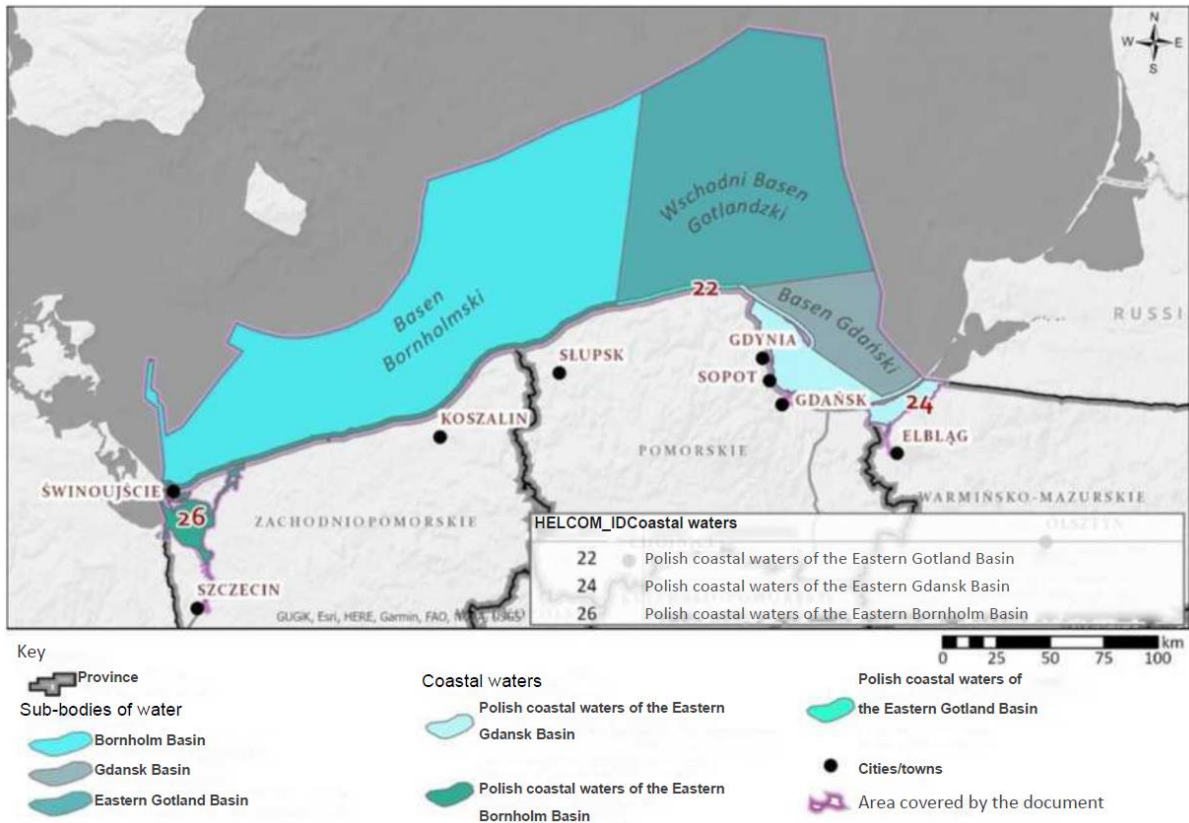 N
W E
S
Wschodni Basen
Gotlandzki
Basen
Bornholmski
22
Basen Gdański
RUSSI
GDYNIA
SŁUPSK
SOPOT
GDAŃSK
24
KOSZALIN
ELBLĄG
POMORSKIE
ŚWINOUJŚCIE
WARMIŃSKO-MAZURSKIE
26
ZACHODNIOPOMORSKIE
HELCOM_IDCoastal waters
OLSZTYN
22 Polish coastal waters of the Eastern Gotland Basin
24 Polish coastal waters of the Eastern Gdansk Basin
26 Polish coastal waters of the Eastern Bornholm Basin
SZCZECIN
GUGiK, Esri, HERE, Garmin, FAO, USGS
0 25 50 75 100 km
Key
Province
Sub-bodies of water
Bornholm Basin
Gdansk Basin
Eastern Gotland Basin
Coastal waters
Polish coastal waters of the Eastern
Gdansk Basin
Polish coastal waters of the Eastern
Bornholm Basin
Polish coastal waters of
the Eastern Gotland Basin
Cities/towns
Area covered by the document